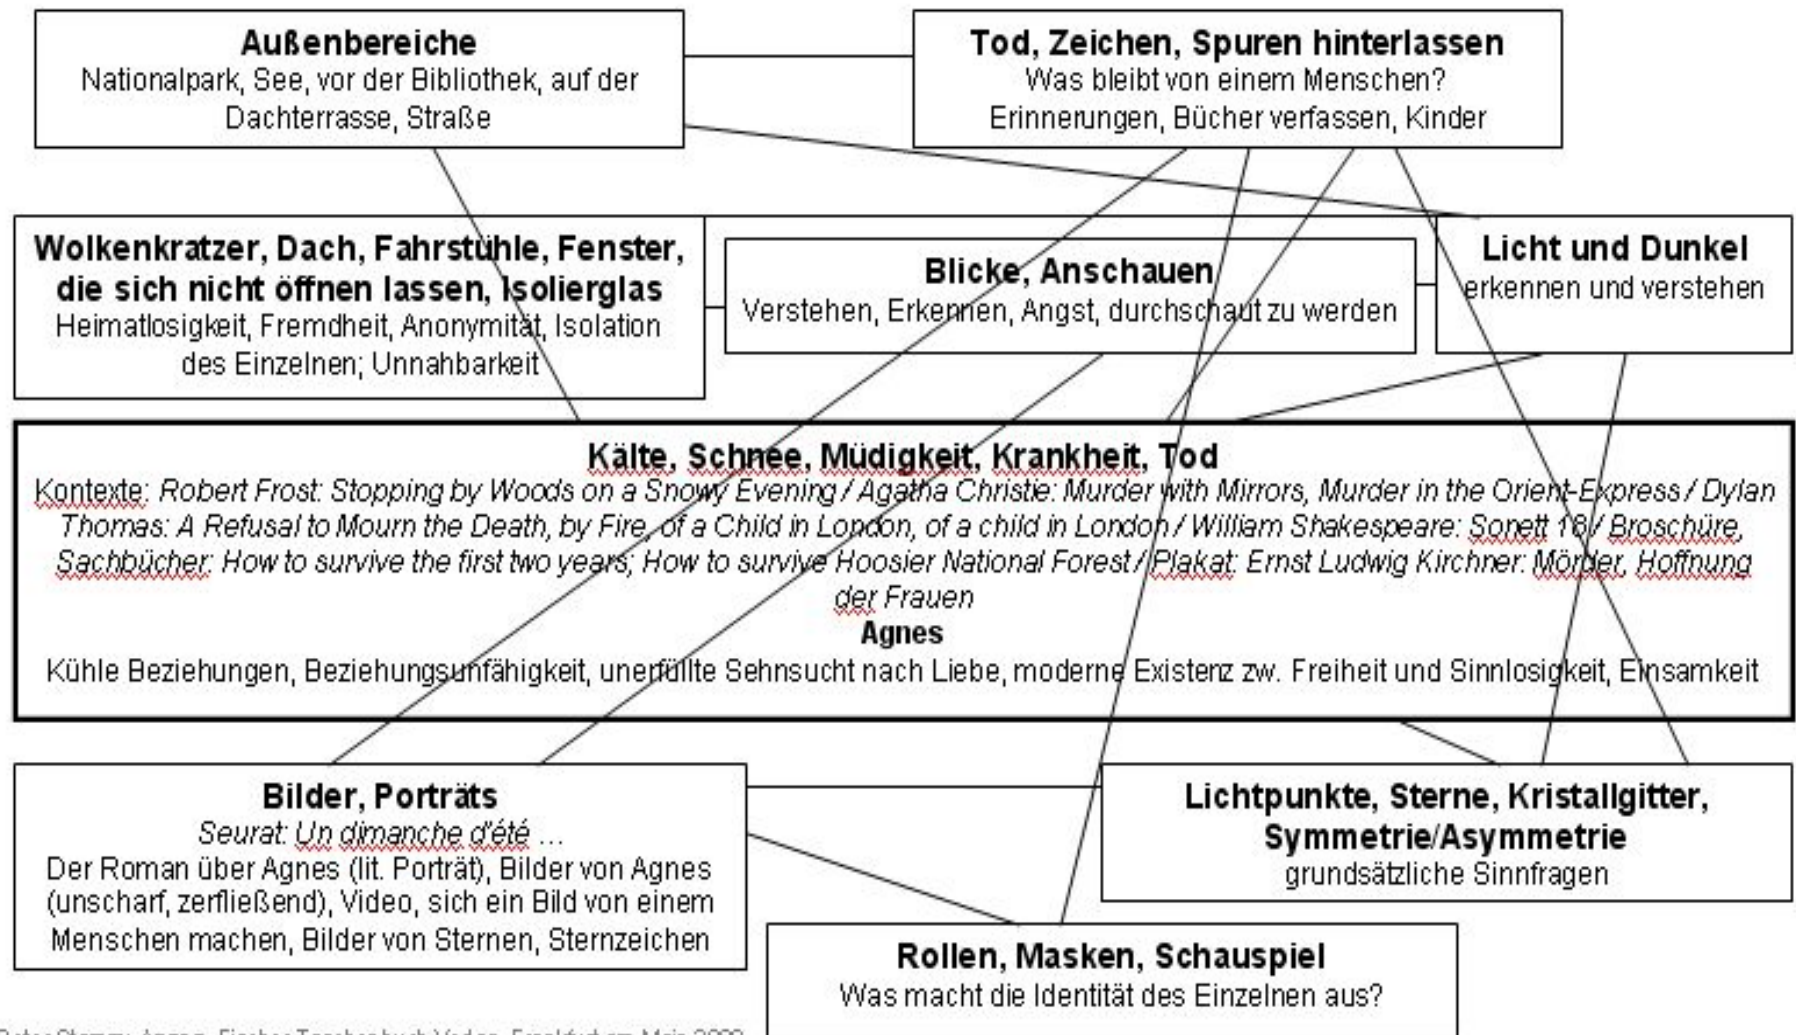 Außenbereiche
Nationalpark, See, vor der Bibliothek, auf der
Dachterrasse, Straße
Tod, Zeichen, Spuren hinterlassen
Was bleibt von einem Menschen?
Erinnerungen, Bücher verfassen, Kinder
Wolkenkratzer, Dach, Fahrstühle, Fenster,
die sich nicht öffnen lassen, Isolierglas
Heimatlosigkeit, Fremdheit, Anonymität, Isolation
des Einzelnen; Unnahbarkeit
Blicke, Anschauen
Verstehen, Erkennen, Angst, durchschaut zu werden
Licht und Dunkel
erkennen und verstehen
Kälte, Schnee, Müdigkeit, Krankheit, Tod
Kontexte: Robert Frost: Stopping by Woods on a Snowy Evening / Agatha Christie: Murder with Mirrors, Murder in the Orient-Express / Dylan
Thomas: A Refusal to Mourn the Death, by Fire, of a Child in London, of a child in London / William Shakespeare: Sonett 18 / Broschüre,
Sachbücher: How to survive the first two years; How to survive Hoosier National Forest / Plakat: Ernst Ludwig Kirchner: Mörder, Hoffnung
der Frauen
Agnes
Kühle Beziehungen, Beziehungsunfähigkeit, unerfüllte Sehnsucht nach Liebe, moderne Existenz zw. Freiheit und Sinnlosigkeit, Einsamkeit
Bilder, Porträts
Seurat: Un dimanche d'été ...
Der Roman über Agnes (lit. Porträt), Bilder von Agnes
(unscharf, zerfließend), Video, sich ein Bild von einem
Menschen machen, Bilder von Sternen, Sternzeichen
Lichtpunkte, Sterne, Kristallgitter,
Symmetrie/Asymmetrie
grundsätzliche Sinnfragen
Rollen, Masken, Schauspiel
Was macht die Identität des Einzelnen aus?